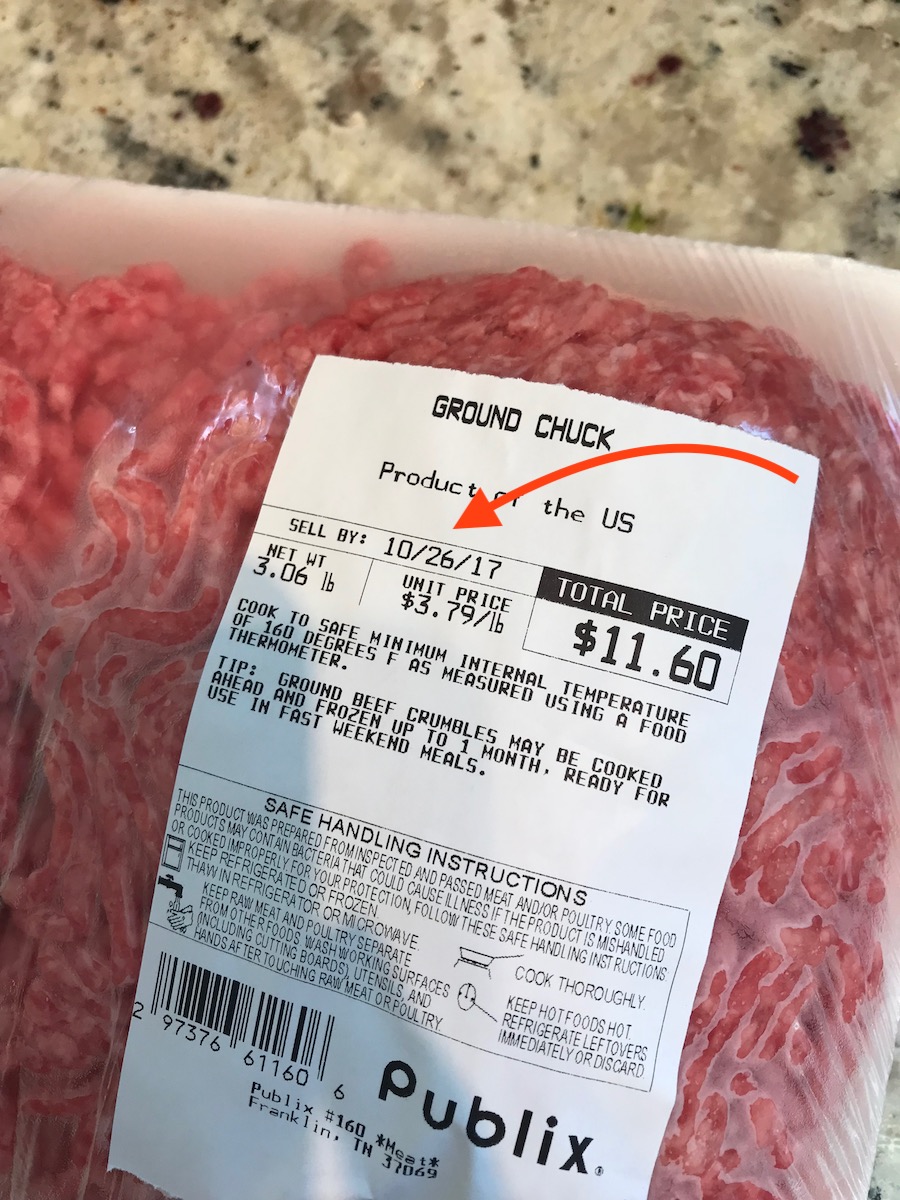 GROUND CHUCK
Product of the US
SELL BY: 10/26/17
NET WT
3.06 lb
UNIT PRICE
$3.79/lb
TOTAL PRICE
$11.60
COOK TO SAFE MINIMUM INTERNAL TEMPERATURE
OF 160 DEGREES F AS MEASURED USING A FOOD
THERMOMETER.
TIP: GROUND BEEF CRUMBLES MAY BE COOKED
AHEAD AND FROZEN UP TO 1 MONTH, READY FOR
USE IN FAST WEEKEND MEALS.
SAFE HANDLING INSTRUCTIONS
THIS PRODUCT WAS PREPARED FROM INSPECTED AND PASSED MEAT AND/OR POULTRY. SOME FOOD
PRODUCTS MAY CONTAIN BACTERIA THAT COULD CAUSE ILLNESS IF THE PRODUCT IS MISHANDLED
OR COOKED IMPROPERLY. FOR YOUR PROTECTION, FOLLOW THESE SAFE HANDLING INSTRUCTIONS.
KEEP REFRIGERATED OR FROZEN.
THAW IN REFRIGERATOR OR MICROWAVE
KEEP RAW MEAT AND POULTRY SEPARATE
FROM OTHER FOODS. WASH WORKING SURFACES
(INCLUDING CUTTING BOARDS), UTENSILS, AND
HANDS AFTER TOUCHING RAW MEAT OR POULTRY.
COOK THOROUGHLY.
KEEP HOT FOODS HOT.
REFRIGERATE LEFTOVERS
IMMEDIATELY OR DISCARD
2 97376 61160 6
Publix
Publix #160 *Meat*
Franklin, TN 37069